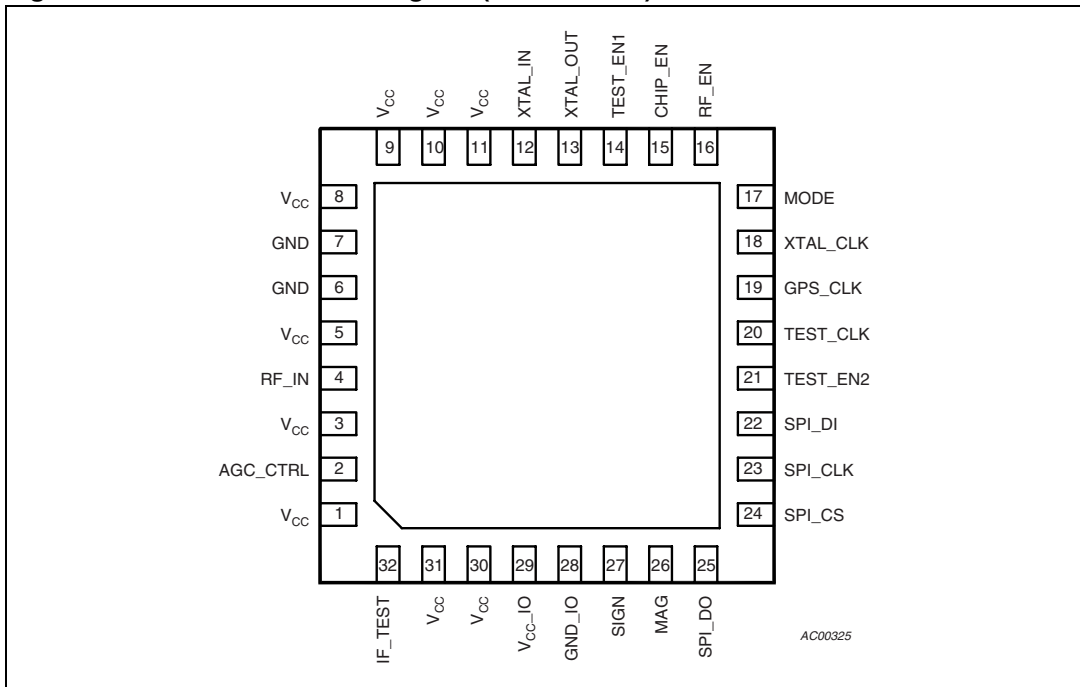 V_CC
V_CC
V_CC
XTAL_IN
XTAL_OUT
TEST_EN1
CHIP_EN
RF_EN
9 10 11 12 13 14 15 16
V_CC 8 17 MODE
GND 7 18 XTAL_CLK
GND 6 19 GPS_CLK
V_CC 5 20 TEST_CLK
RF_IN 4 21 TEST_EN2
V_CC 3 22 SPI_DI
AGC_CTRL 2 23 SPI_CLK
V_CC 1 24 SPI_CS
32 31 30 29 28 27 26 25
IF_TEST
V_CC
V_CC
V_CC_IO
GND_IO
SIGN
MAG
SPI_DO
AC00325